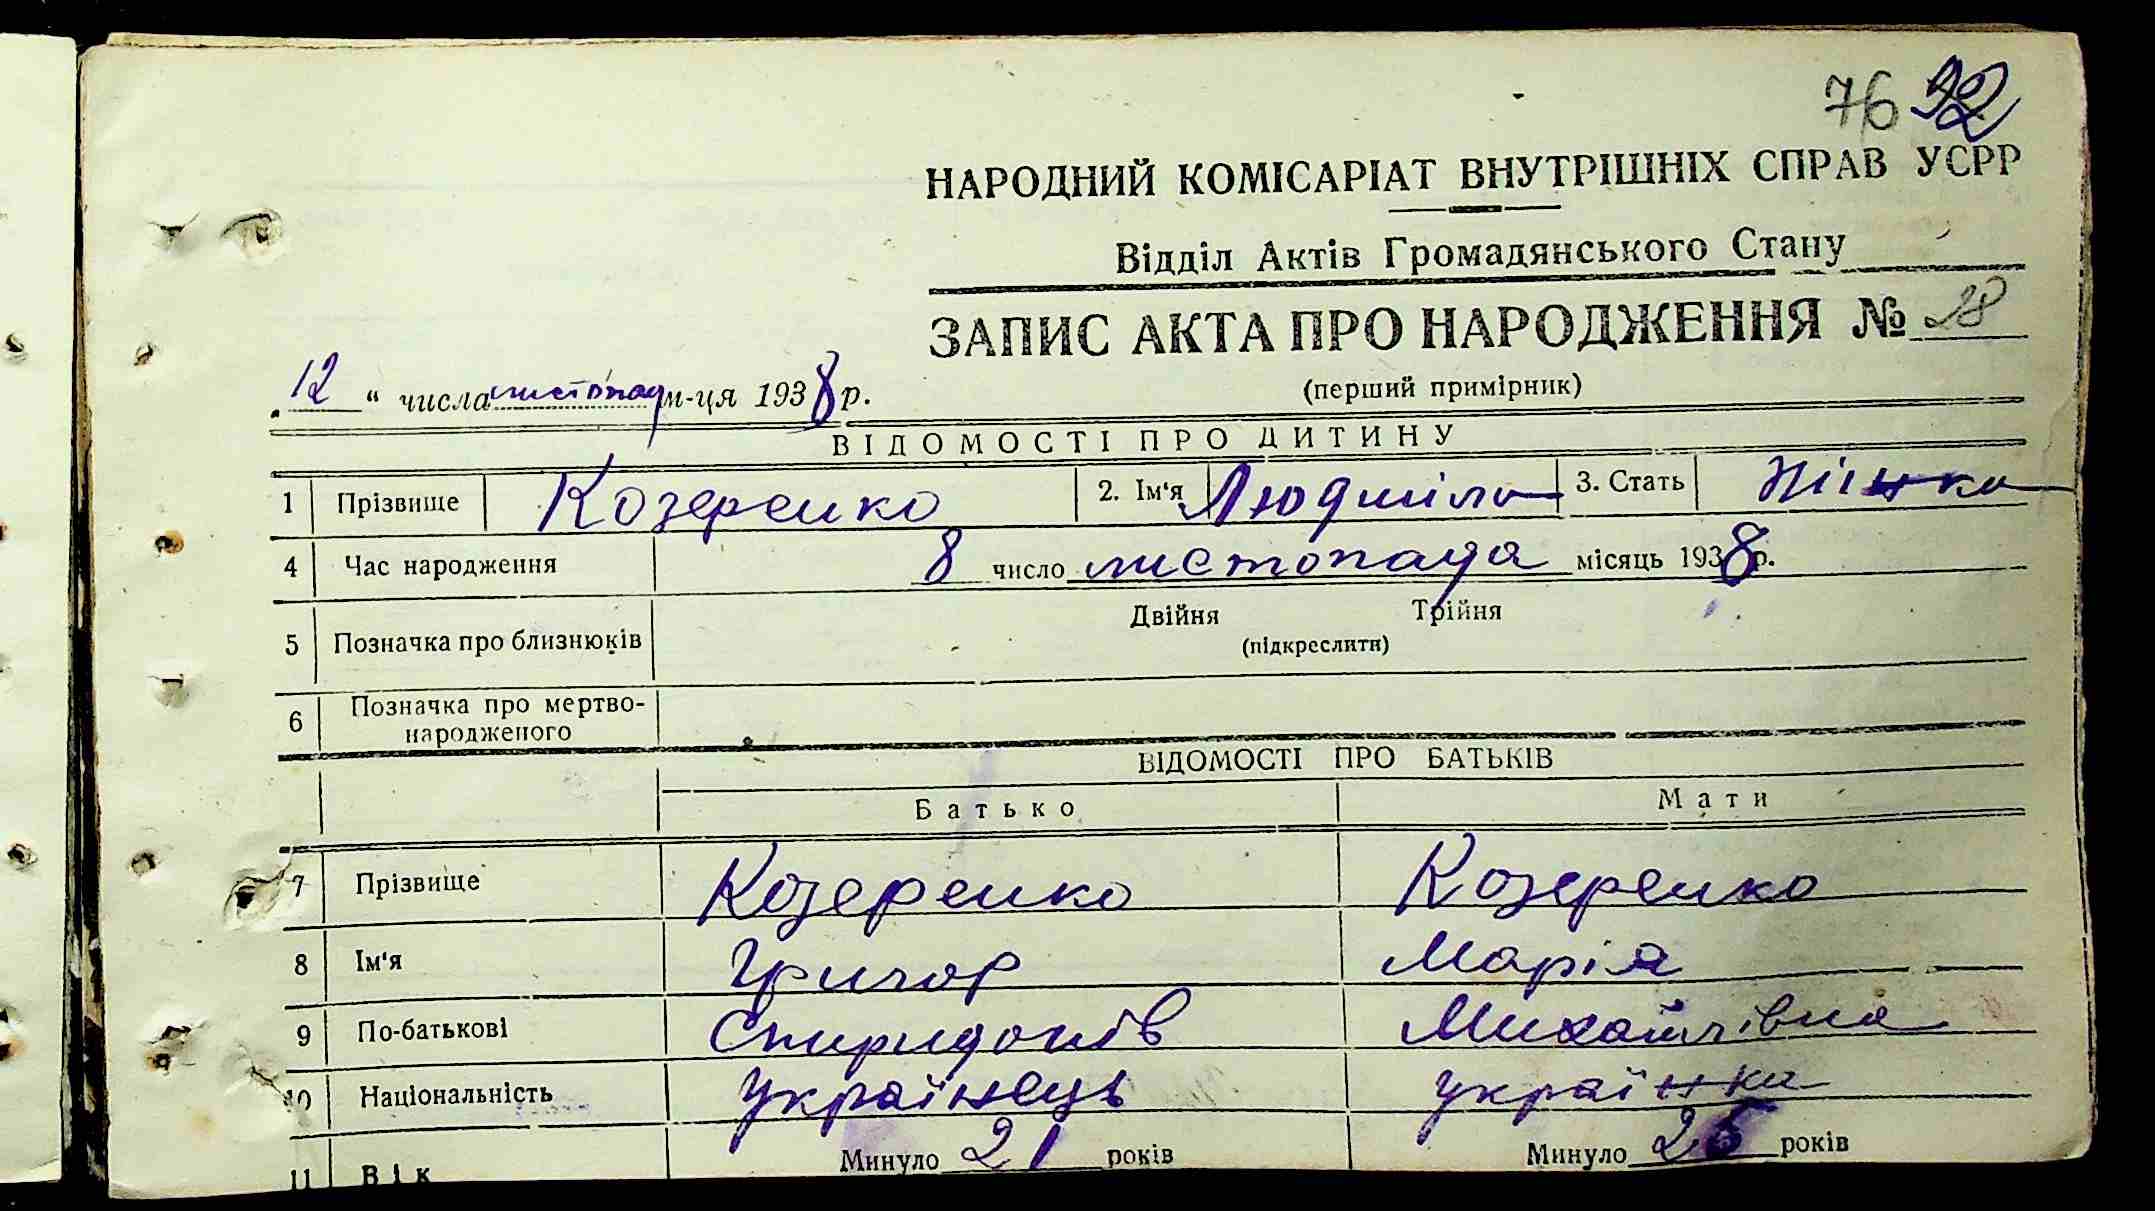 76 92
НАРОДНИЙ КОМІСАРІАТ ВНУТРІШНІХ СПРАВ УСРР
Відділ Актів Громадянського Стану
ЗАПИС АКТА ПРО НАРОДЖЕННЯ № 28
(перший примірник)
„ 12 “ числа листопад м-ця 1938 р.
ВІДОМОСТІ ПРО ДИТИНУ
1 Прізвище Козеренко 2. Ім'я Людміла 3. Стать жінка
4 Час народження 8 число листопада місяць 1938 р.
5 Позначка про близнюків Двійня Трійня
(підкреслити)
6 Позначка про мертво-
народженого
ВІДОМОСТІ ПРО БАТЬКІВ
Батько Мати
7 Прізвище Козеренко Козеренко
8 Ім'я Григор Марія
9 По-батькові Спиридонів Михайлівна
10 Національність Українець українка
11 Вік Минуло 21 років Минуло 25 років